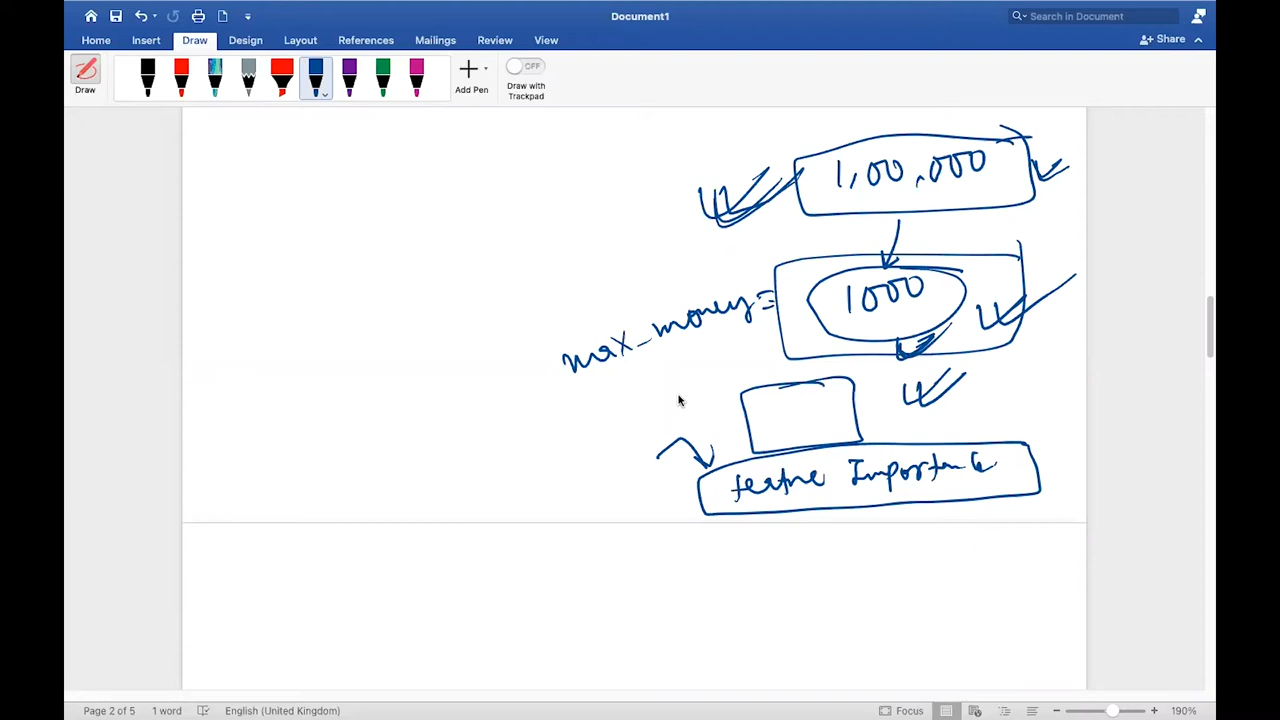 Document1
Search in Document
Home Insert Draw Design Layout References Mailings Review View
Share
Draw
Add Pen
OFF
Draw with
Trackpad
1,00,000
1000
max_money =
feature Importance
Page 2 of 5 1 word English (United Kingdom) Focus 190%